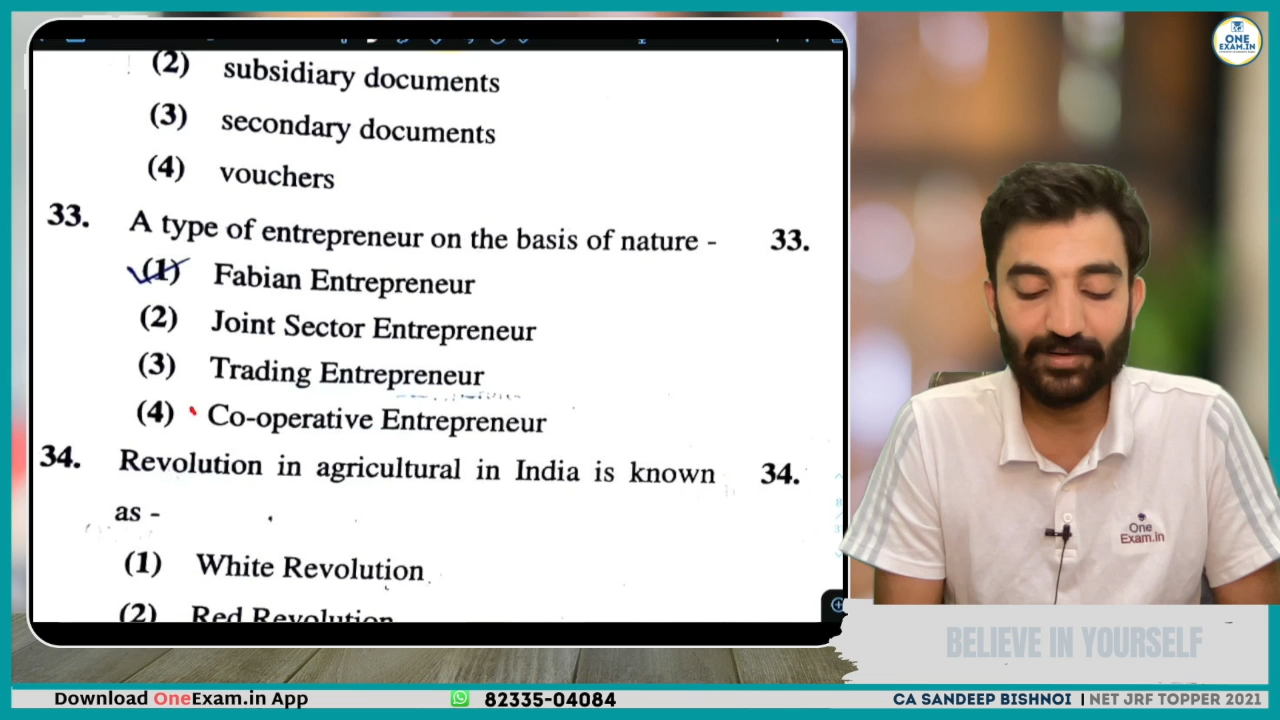 (2) subsidiary documents
(3) secondary documents
(4) vouchers
33. A type of entrepreneur on the basis of nature - 33.
(1) Fabian Entrepreneur
(2) Joint Sector Entrepreneur
(3) Trading Entrepreneur
(4) Co-operative Entrepreneur
34. Revolution in agricultural in India is known 34.
as -
(1) White Revolution
(2) Red Revolution
ONE
EXAM.IN
One
Exam.in
BELIEVE IN YOURSELF
Download OneExam.in App 82335-04084 CA SANDEEP BISHNOI | NET JRF TOPPER 2021